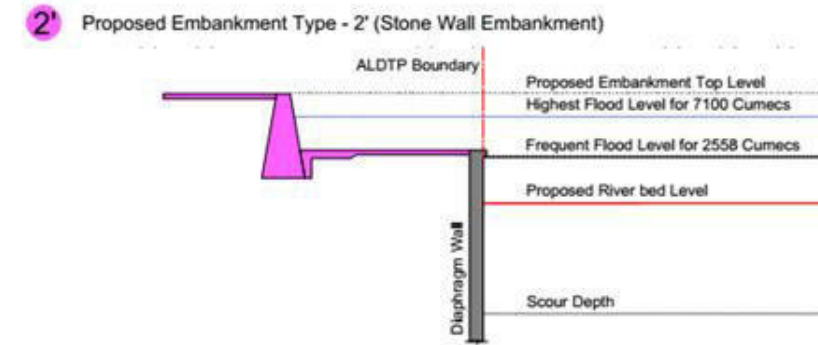 2' Proposed Embankment Type - 2' (Stone Wall Embankment)
ALDTP Boundary
Proposed Embankment Top Level
Highest Flood Level for 7100 Cumecs
Frequent Flood Level for 2558 Cumecs
Proposed River bed Level
Diaphragm Wall
Scour Depth